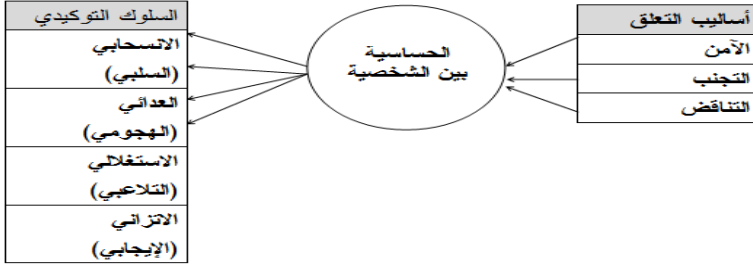 أساليب التعلق
الآمن
التجنب
التناقض
الحساسية
بين الشخصية
السلوك التوكيدي
الانسحابي
(السلبي)
العدائي
(الهجومي)
الاستغلالي
(التلاعبي)
الاتزاني
(الإيجابي)